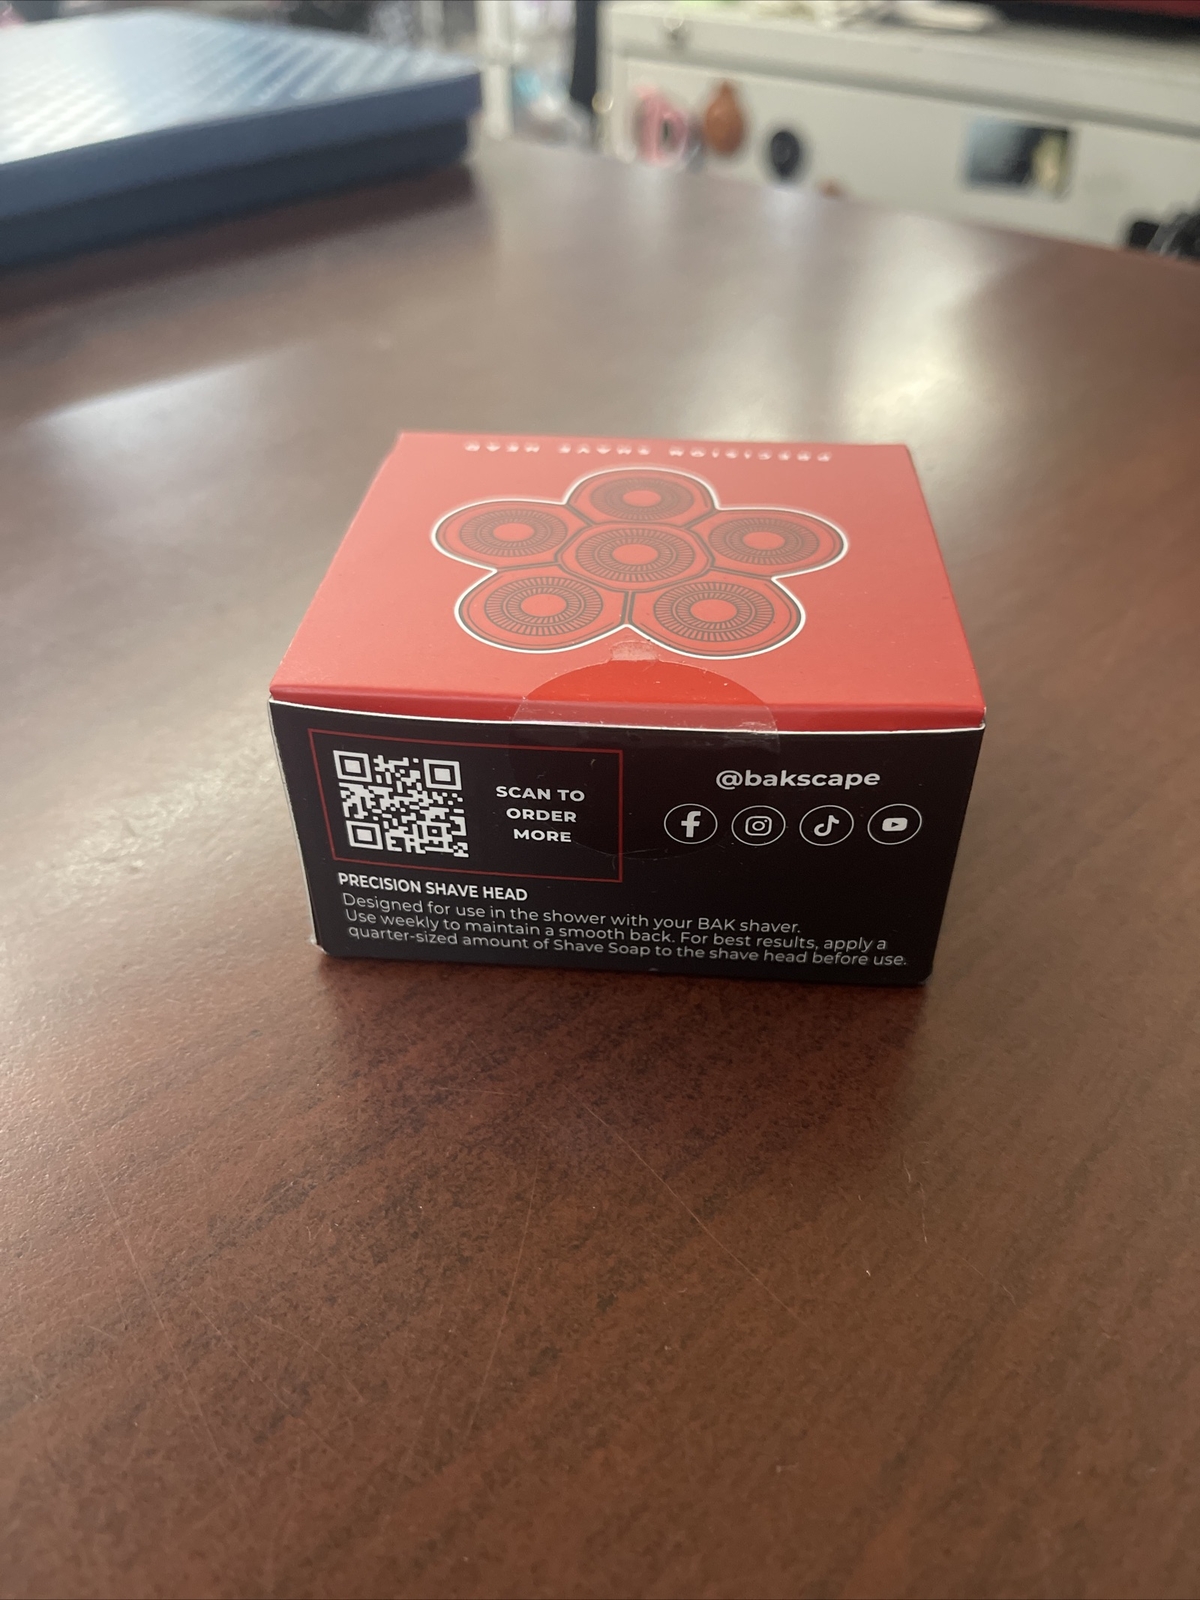 PRECISION SHAVE HEAD
SCAN TO
ORDER
MORE
@bakscape
PRECISION SHAVE HEAD
Designed for use in the shower with your BAK shaver.
Use weekly to maintain a smooth back. For best results, apply a
quarter-sized amount of Shave Soap to the shave head before use.